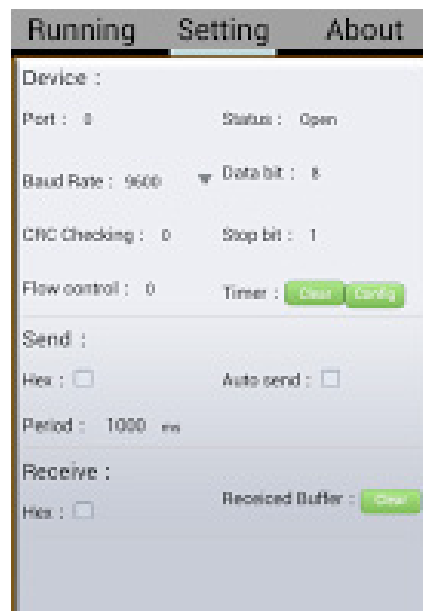 Running Setting About
Device :
Port : 0 Status : Open
Baud Rate : 9600 Data bit : 8
CRC Checking : 0 Stop bit : 1
Flow control : 0 Timer : Clear Config
Send :
Hex : Auto send :
Period : 1000 ms
Receive :
Hex : Receiced Buffer : Clear